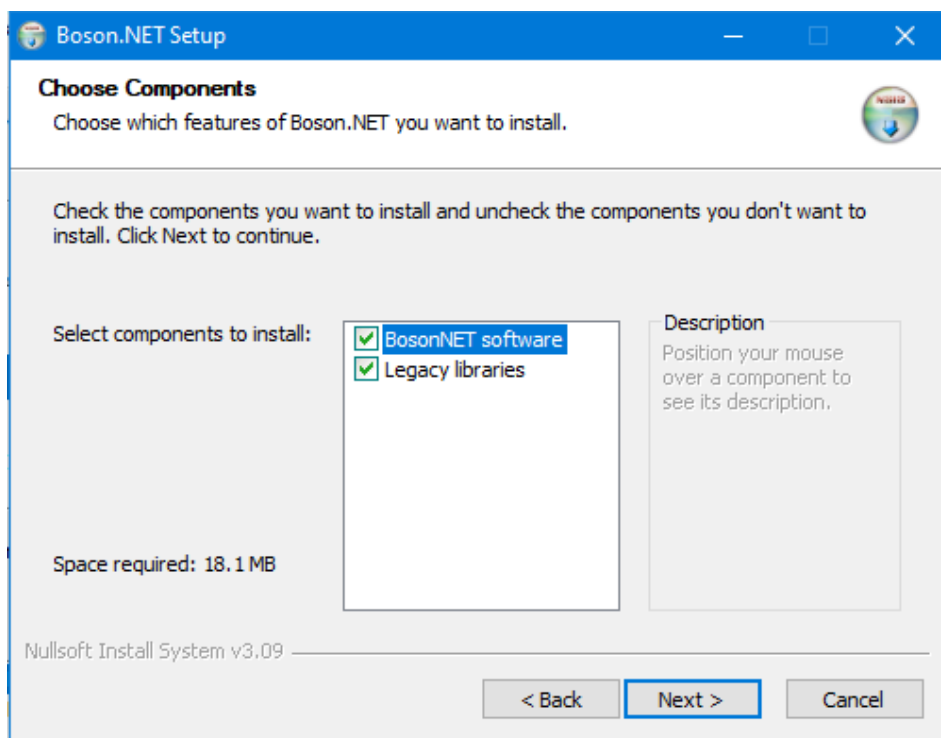 Boson.NET Setup
Choose Components
Choose which features of Boson.NET you want to install.
Check the components you want to install and uncheck the components you don't want to
install. Click Next to continue.
Select components to install:
BosonNET software
Legacy libraries
Description
Position your mouse
over a component to
see its description.
Space required: 18.1 MB
Nullsoft Install System v3.09
< Back
Next >
Cancel